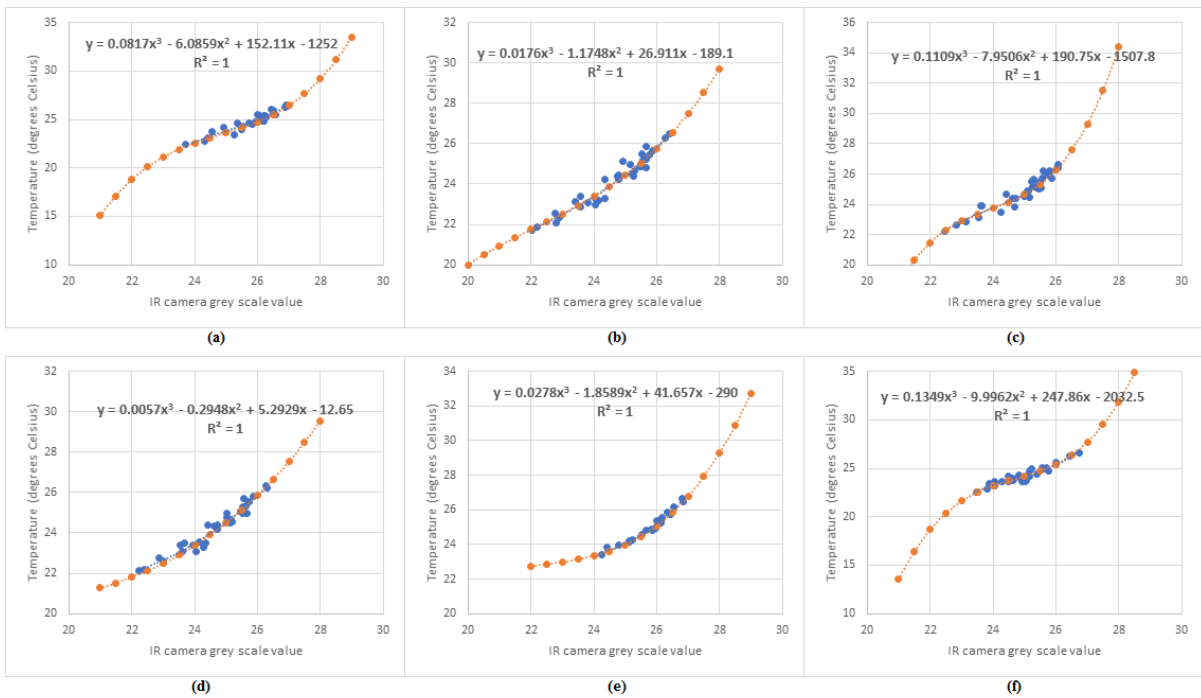 y = 0.0817x³ - 6.0859x² + 152.11x - 1252
R² = 1
35
30
25
20
15
10
Temperature (degrees Celsius)
20 22 24 26 28 30
IR camera grey scale value
(a)
y = 0.0176x³ - 1.1748x² + 26.911x - 189.1
R² = 1
32
30
28
26
24
22
20
Temperature (degrees Celsius)
20 22 24 26 28 30
IR camera grey scale value
(b)
y = 0.1109x³ - 7.9506x² + 190.75x - 1507.8
R² = 1
36
34
32
30
28
26
24
22
20
Temperature (degrees Celsius)
20 22 24 26 28 30
IR camera grey scale value
(c)
y = 0.0057x³ - 0.2948x² + 5.2929x - 12.65
R² = 1
32
30
28
26
24
22
20
Temperature (degrees Celsius)
20 22 24 26 28 30
IR camera grey scale value
(d)
y = 0.0278x³ - 1.8589x² + 41.657x - 290
R² = 1
34
32
30
28
26
24
22
20
Temperature (degrees Celsius)
20 22 24 26 28 30
IR camera grey scale value
(e)
y = 0.1349x³ - 9.9962x² + 247.86x - 2032.5
R² = 1
35
30
25
20
15
10
Temperature (degrees Celsius)
20 22 24 26 28 30
IR camera grey scale value
(f)